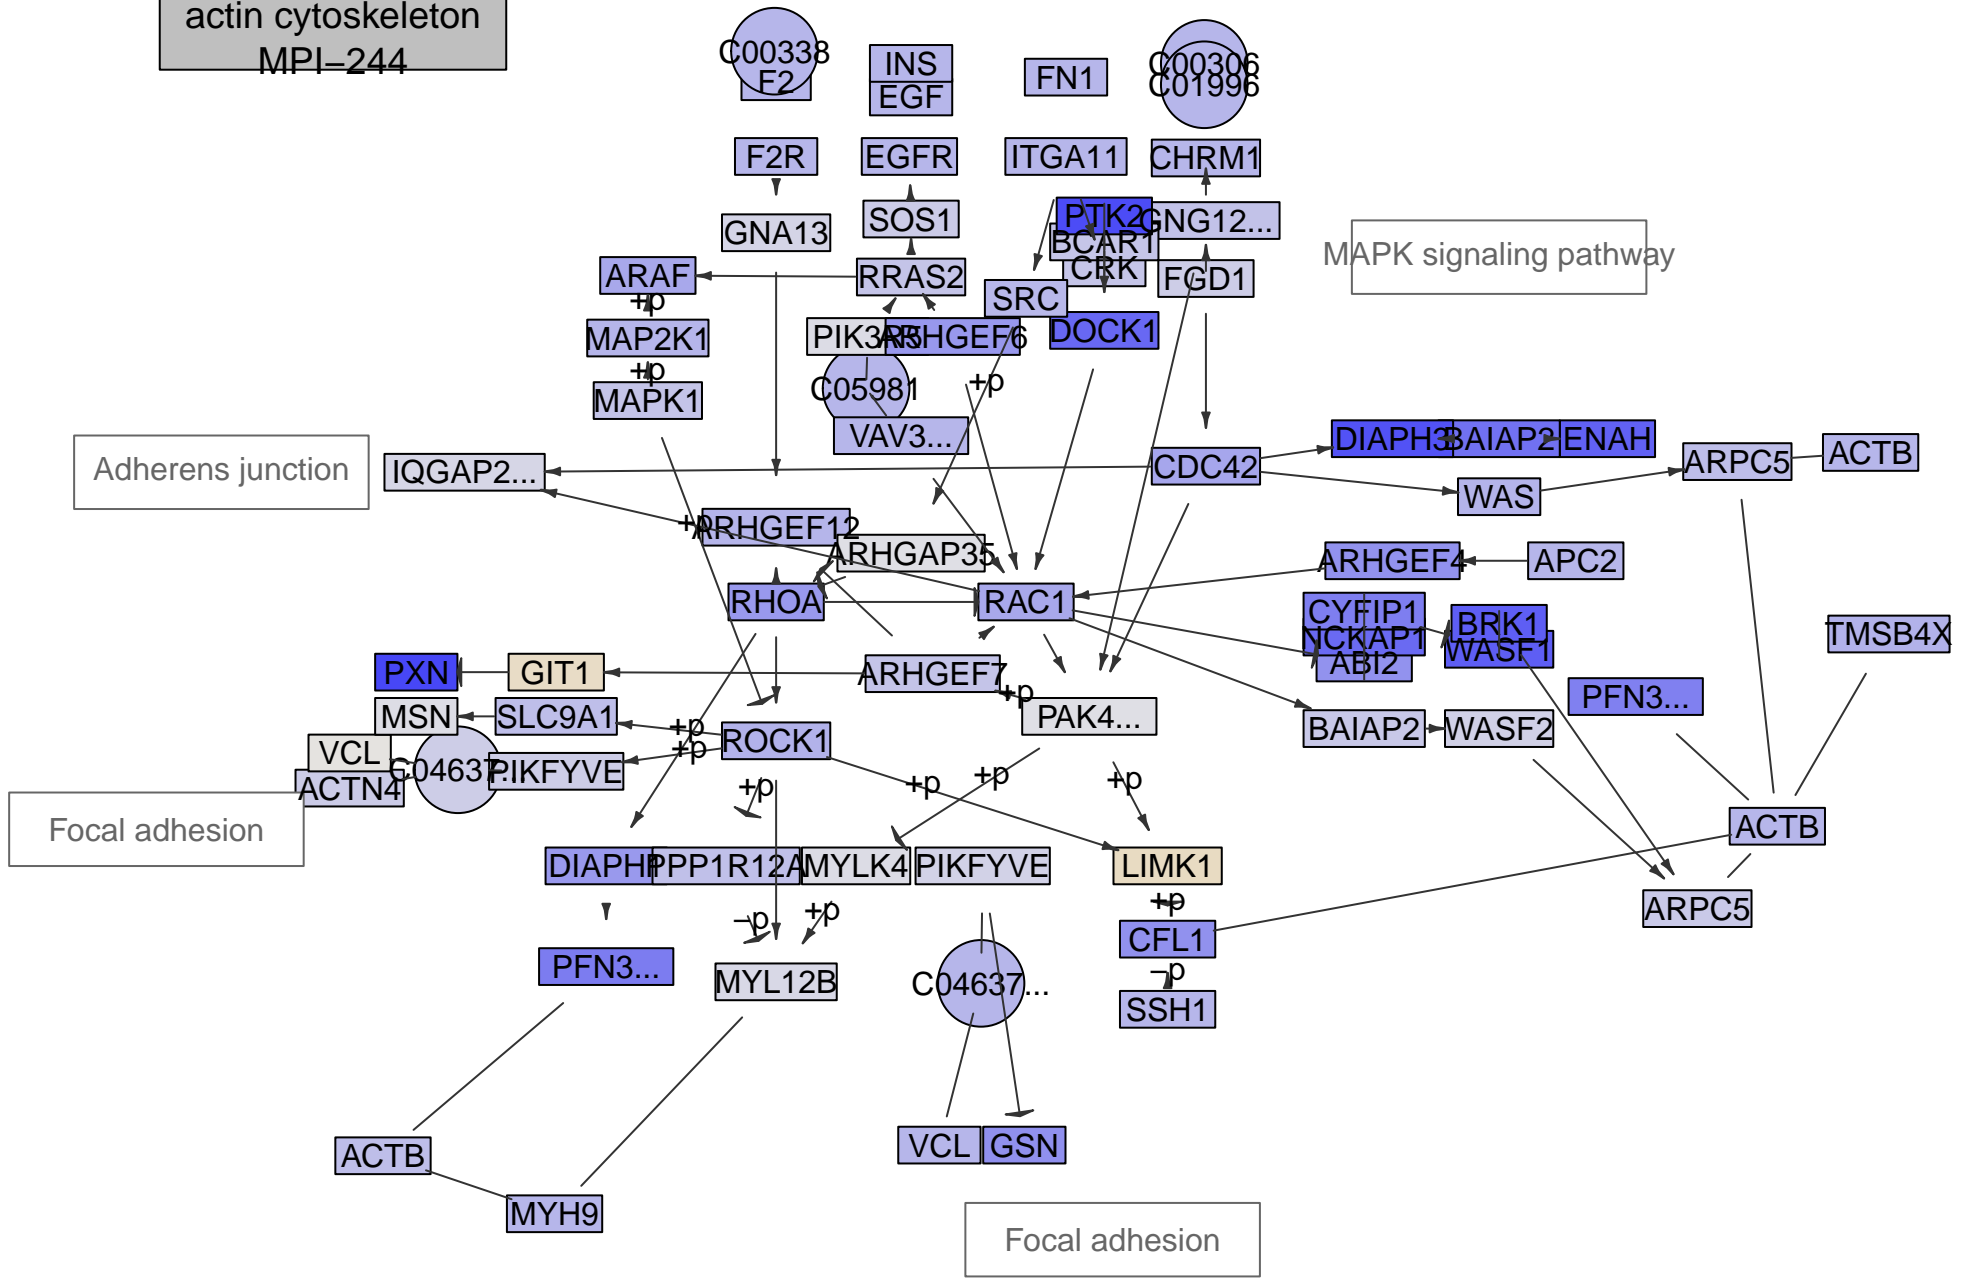 actin cytoskeleton
MPI–244
C00338
F2
INS
EGF
FN1
C00306
C01996
F2R
EGFR
ITGA11
CHRM1
GNA13
SOS1
PTK2
GNG12...
BCAR1
CRK
FGD1
MAPK signaling pathway
ARAF
RRAS2
SRC
+p
MAP2K1
ARHGEF6
DOCK1
+p
MAPK1
C05981
+p
VAV3...
Adherens junction
IQGAP2...
CDC42
DIAPH3
BAIAP2
ENAH
ARPC5
ACTB
WAS
+p
ARHGEF12
ARHGAP35
ARHGEF4
APC2
RHOA
RAC1
CYFIP1
NCKAP1
ABI2
BRK1
WASF1
TMSB4X
PXN
GIT1
ARHGEF7
+p
PFN3...
MSN
SLC9A1
+p
ROCK1
PAK4...
BAIAP2
WASF2
VCL
C04637...
PIKFYVE
+p
ACTN4
+p
+p
+p
+p
Focal adhesion
ACTB
PPP1R12A
MYLK4
PIKFYVE
LIMK1
+p
ARPC5
–p
+p
CFL1
PFN3...
MYL12B
C04637...
–p
SSH1
ACTB
VCL
GSN
MYH9
Focal adhesion